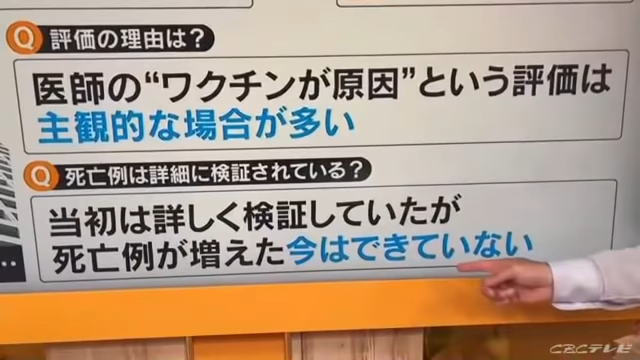 Q 評価の理由は？
医師の“ワクチンが原因”という評価は
主観的な場合が多い
Q 死亡例は詳細に検証されている？
当初は詳しく検証していたが
死亡例が増えた今はできていない
CBCテレビ